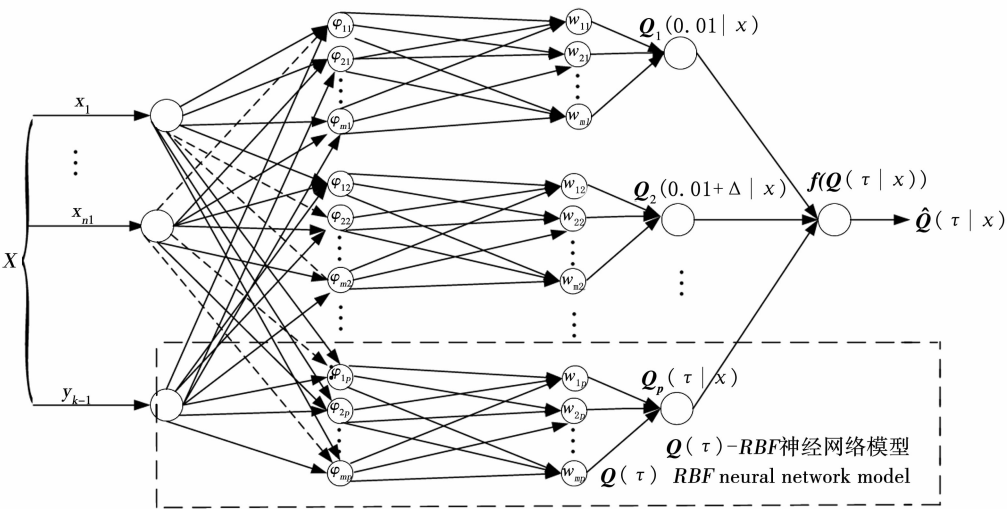 φ11
w11
Q1(0.01|x)
φ21
w21
x1
φm1
wm1
φ12
w12
Q2(0.01+Δ|x)
f(Q(τ|x))
xn1
φ22
w22
Q̂(τ|x)
X
φm2
wm2
φ1p
w1p
Qp(τ|x)
yk−1
φ2p
w2p
Q(τ)-RBF神经网络模型
φmp
wmp
Q(τ) RBF neural network model